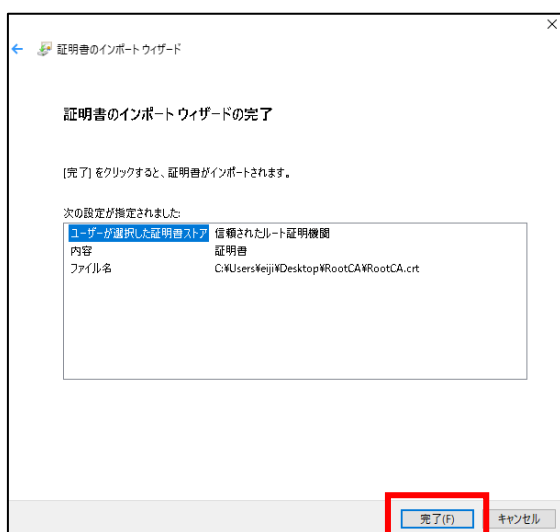 証明書のインポート ウィザード
証明書のインポート ウィザードの完了
[完了] をクリックすると、証明書がインポートされます。
次の設定が指定されました:
ユーザーが選択した証明書ストア 信頼されたルート証明機関
内容 証明書
ファイル名 C:¥Users¥eiji¥Desktop¥RootCA¥RootCA.crt
完了(F) キャンセル